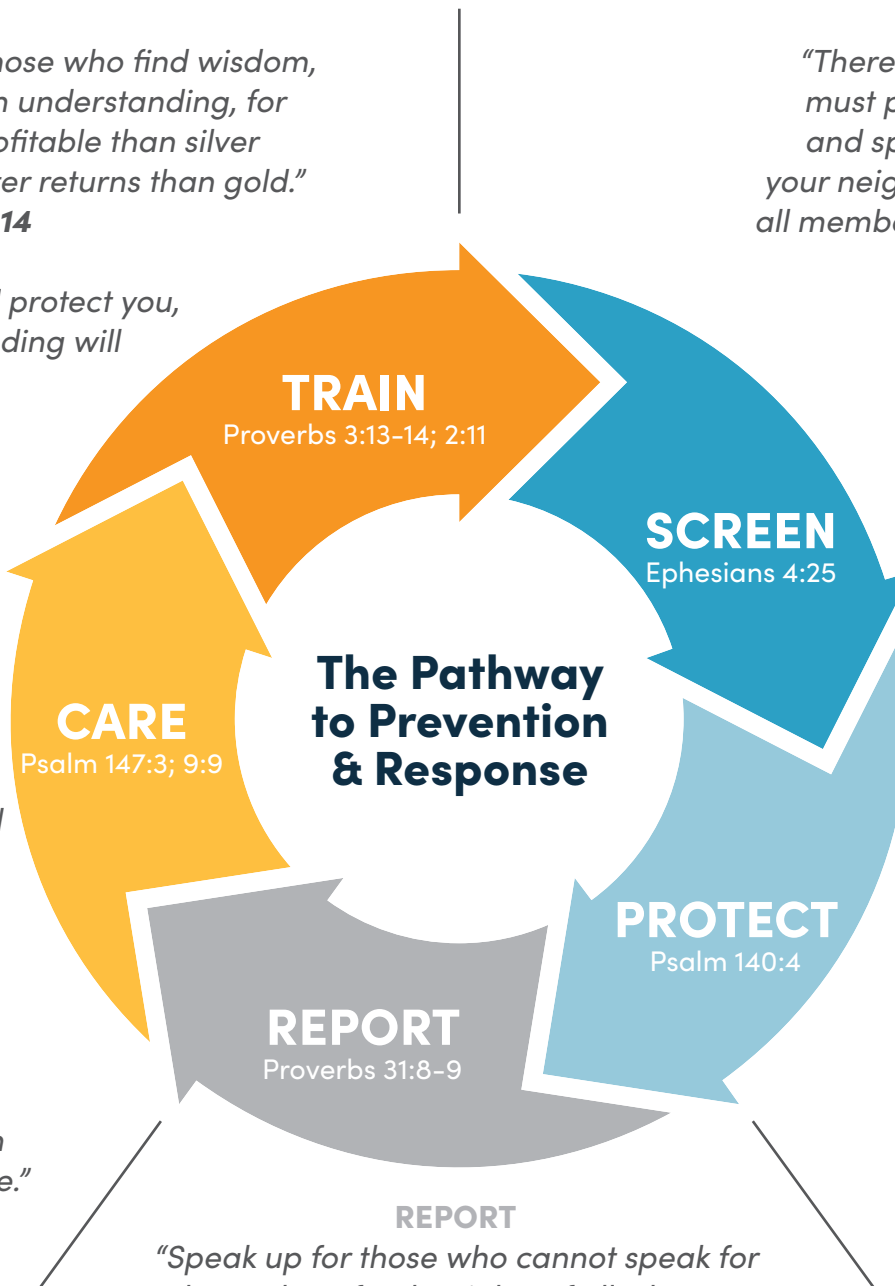 hose who find wisdom,
n understanding, for
ofitable than silver
er returns than gold.”
14
protect you,
ding will
“There
must p
and sp
your neig
all membe
TRAIN
Proverbs 3:13-14; 2:11
SCREEN
Ephesians 4:25
The Pathway
to Prevention
& Response
CARE
Psalm 147:3; 9:9
PROTECT
Psalm 140:4
REPORT
Proverbs 31:8-9
e.”
REPORT
“Speak up for those who cannot speak for